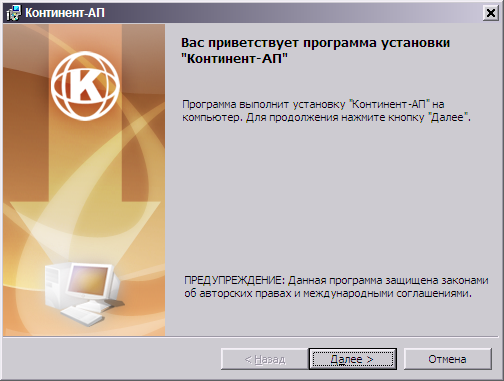 Континент-АП
K
Вас приветствует программа установки
"Континент-АП"
Программа выполнит установку "Континент-АП" на
компьютер. Для продолжения нажмите кнопку "Далее".
ПРЕДУПРЕЖДЕНИЕ: Данная программа защищена законами
об авторских правах и международными соглашениями.
< Назад
Далее >
Отмена